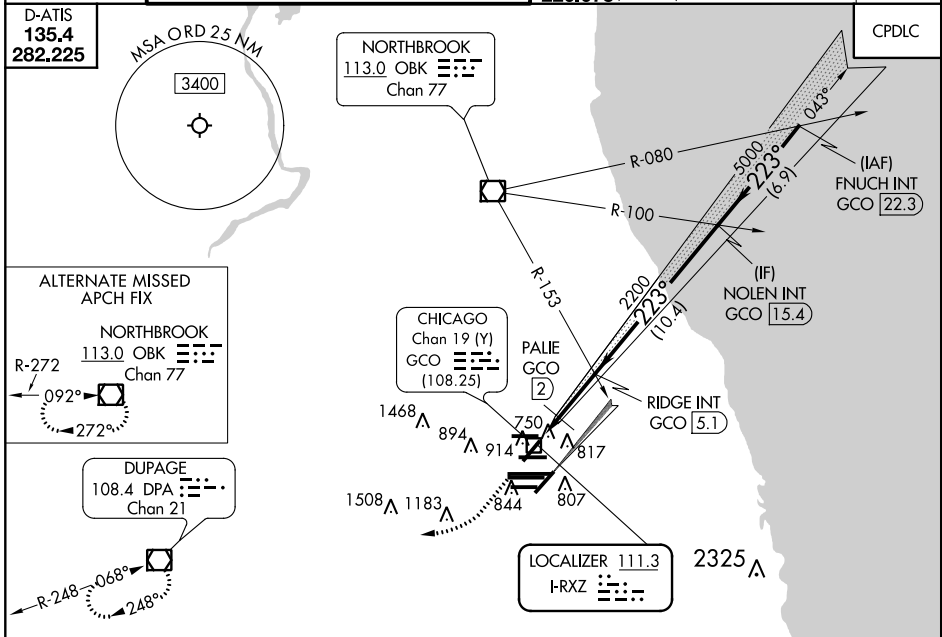 D-ATIS
135.4
282.225
MSA ORD 25 NM
3400
NORTHBROOK
113.0 OBK
Chan 77
CPDLC
R-080
R-100
R-153
5000
223°
(6.9)
043°
(IAF)
FNUCH INT
GCO 22.3
(IF)
NOLEN INT
GCO 15.4
2200
223°
(10.4)
ALTERNATE MISSED
APCH FIX
NORTHBROOK
113.0 OBK
Chan 77
R-272
092°
272°
CHICAGO
Chan 19 (Y)
GCO
(108.25)
PALIE
GCO
2
RIDGE INT
GCO 5.1
1468
894
914
750
817
DUPAGE
108.4 DPA
Chan 21
1508
1183
844
807
R-248
068°
248°
LOCALIZER 111.3
I-RXZ
2325